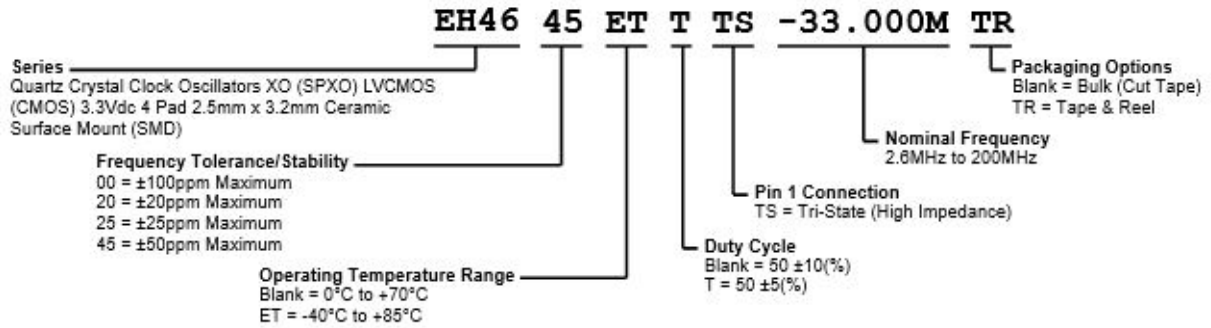 EH46 45 ET T TS -33.000M TR
Series
Quartz Crystal Clock Oscillators XO (SPXO) LVCMOS
(CMOS) 3.3Vdc 4 Pad 2.5mm x 3.2mm Ceramic
Surface Mount (SMD)
Packaging Options
Blank = Bulk (Cut Tape)
TR = Tape & Reel
Nominal Frequency
2.6MHz to 200MHz
Frequency Tolerance/Stability
00 = ±100ppm Maximum
20 = ±20ppm Maximum
25 = ±25ppm Maximum
45 = ±50ppm Maximum
Pin 1 Connection
TS = Tri-State (High Impedance)
Duty Cycle
Blank = 50 ±10(%)
T = 50 ±5(%)
Operating Temperature Range
Blank = 0°C to +70°C
ET = -40°C to +85°C